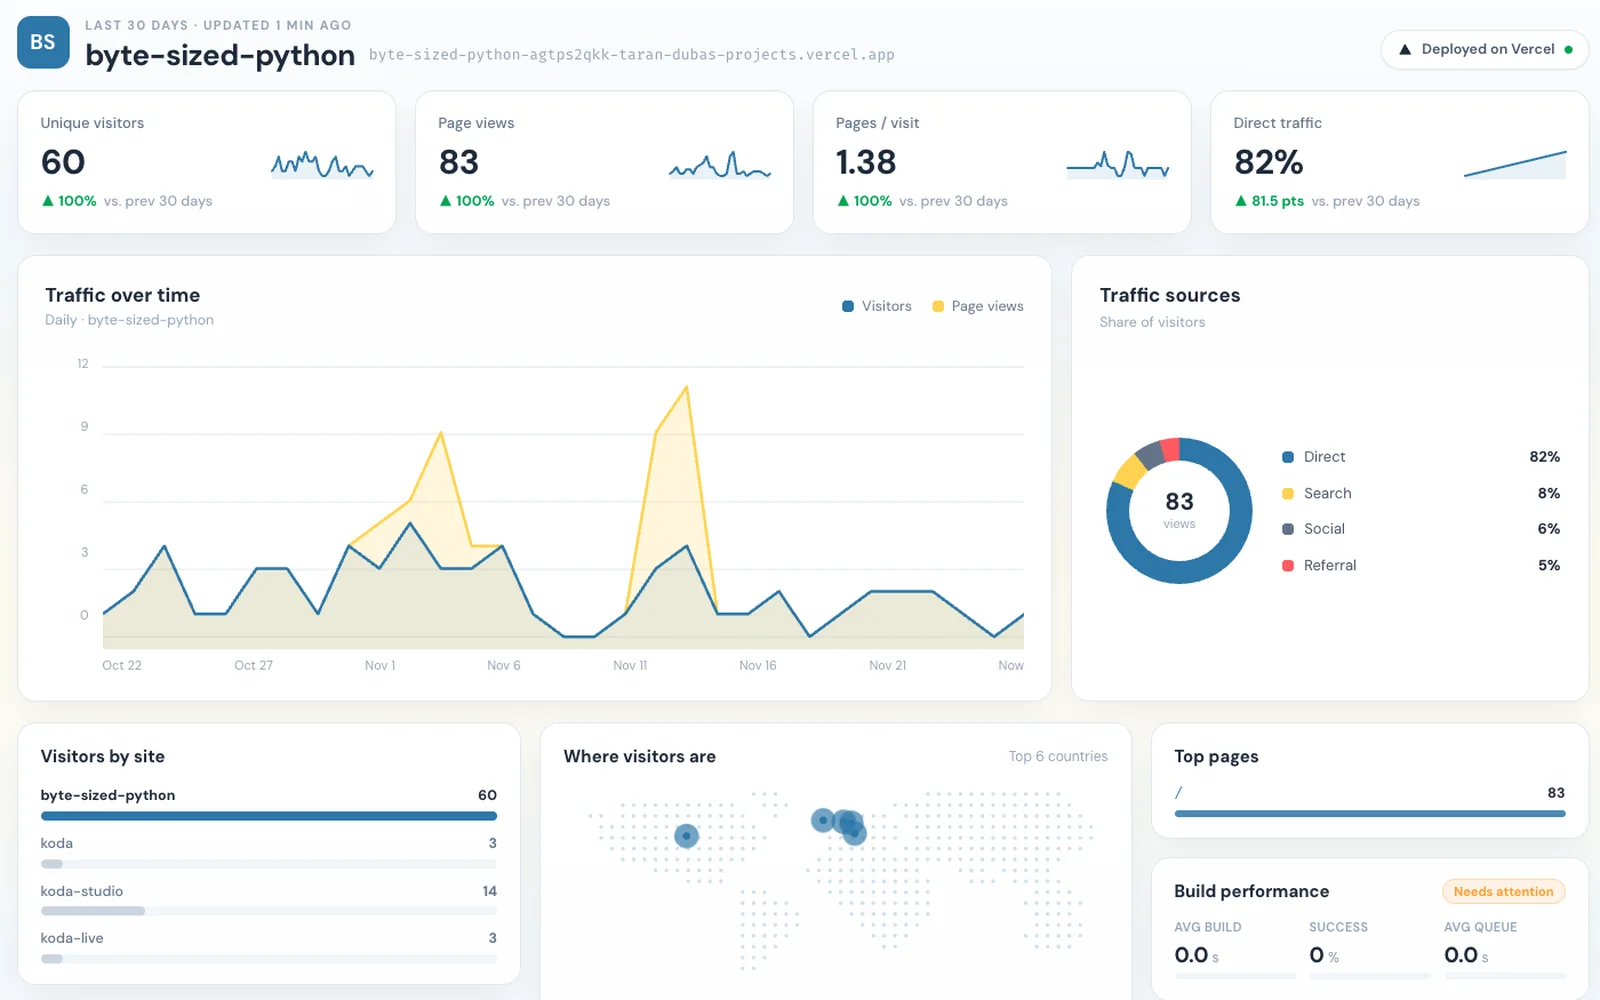 BS
LAST 30 DAYS · UPDATED 1 MIN AGO
byte-sized-python byte-sized-python-agtps2qkk-taran-dubas-projects.vercel.app
▲ Deployed on Vercel
Unique visitors
60
▲ 100% vs. prev 30 days
Page views
83
▲ 100% vs. prev 30 days
Pages / visit
1.38
▲ 100% vs. prev 30 days
Direct traffic
82%
▲ 81.5 pts vs. prev 30 days
Traffic over time
Daily · byte-sized-python
Visitors Page views
12
9
6
3
0
Oct 22 Oct 27 Nov 1 Nov 6 Nov 11 Nov 16 Nov 21 Now
Traffic sources
Share of visitors
83
views
Direct 82%
Search 8%
Social 6%
Referral 5%
Visitors by site
byte-sized-python 60
koda 3
koda-studio 14
koda-live 3
Where visitors are Top 6 countries
Top pages
/ 83
Build performance Needs attention
AVG BUILD SUCCESS AVG QUEUE
0.0 s 0 % 0.0 s